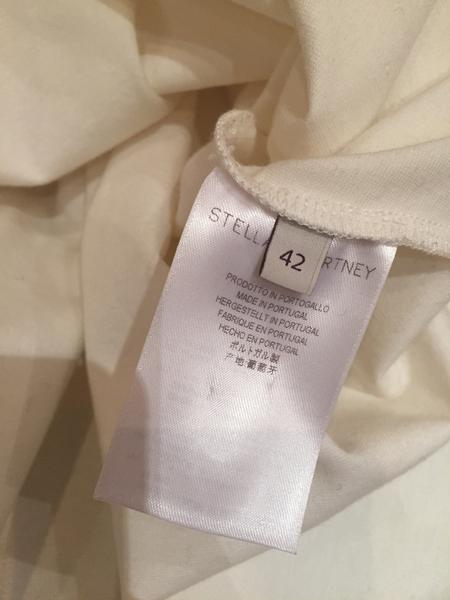 STELLA RTNEY
42
PRODOTTO IN PORTOGALLO
MADE IN PORTUGAL
HERGESTELLT IN PORTUGAL
FABRIQUE EN PORTUGAL
HECHO EN PORTUGAL
ポルトガル製
产地:葡萄牙